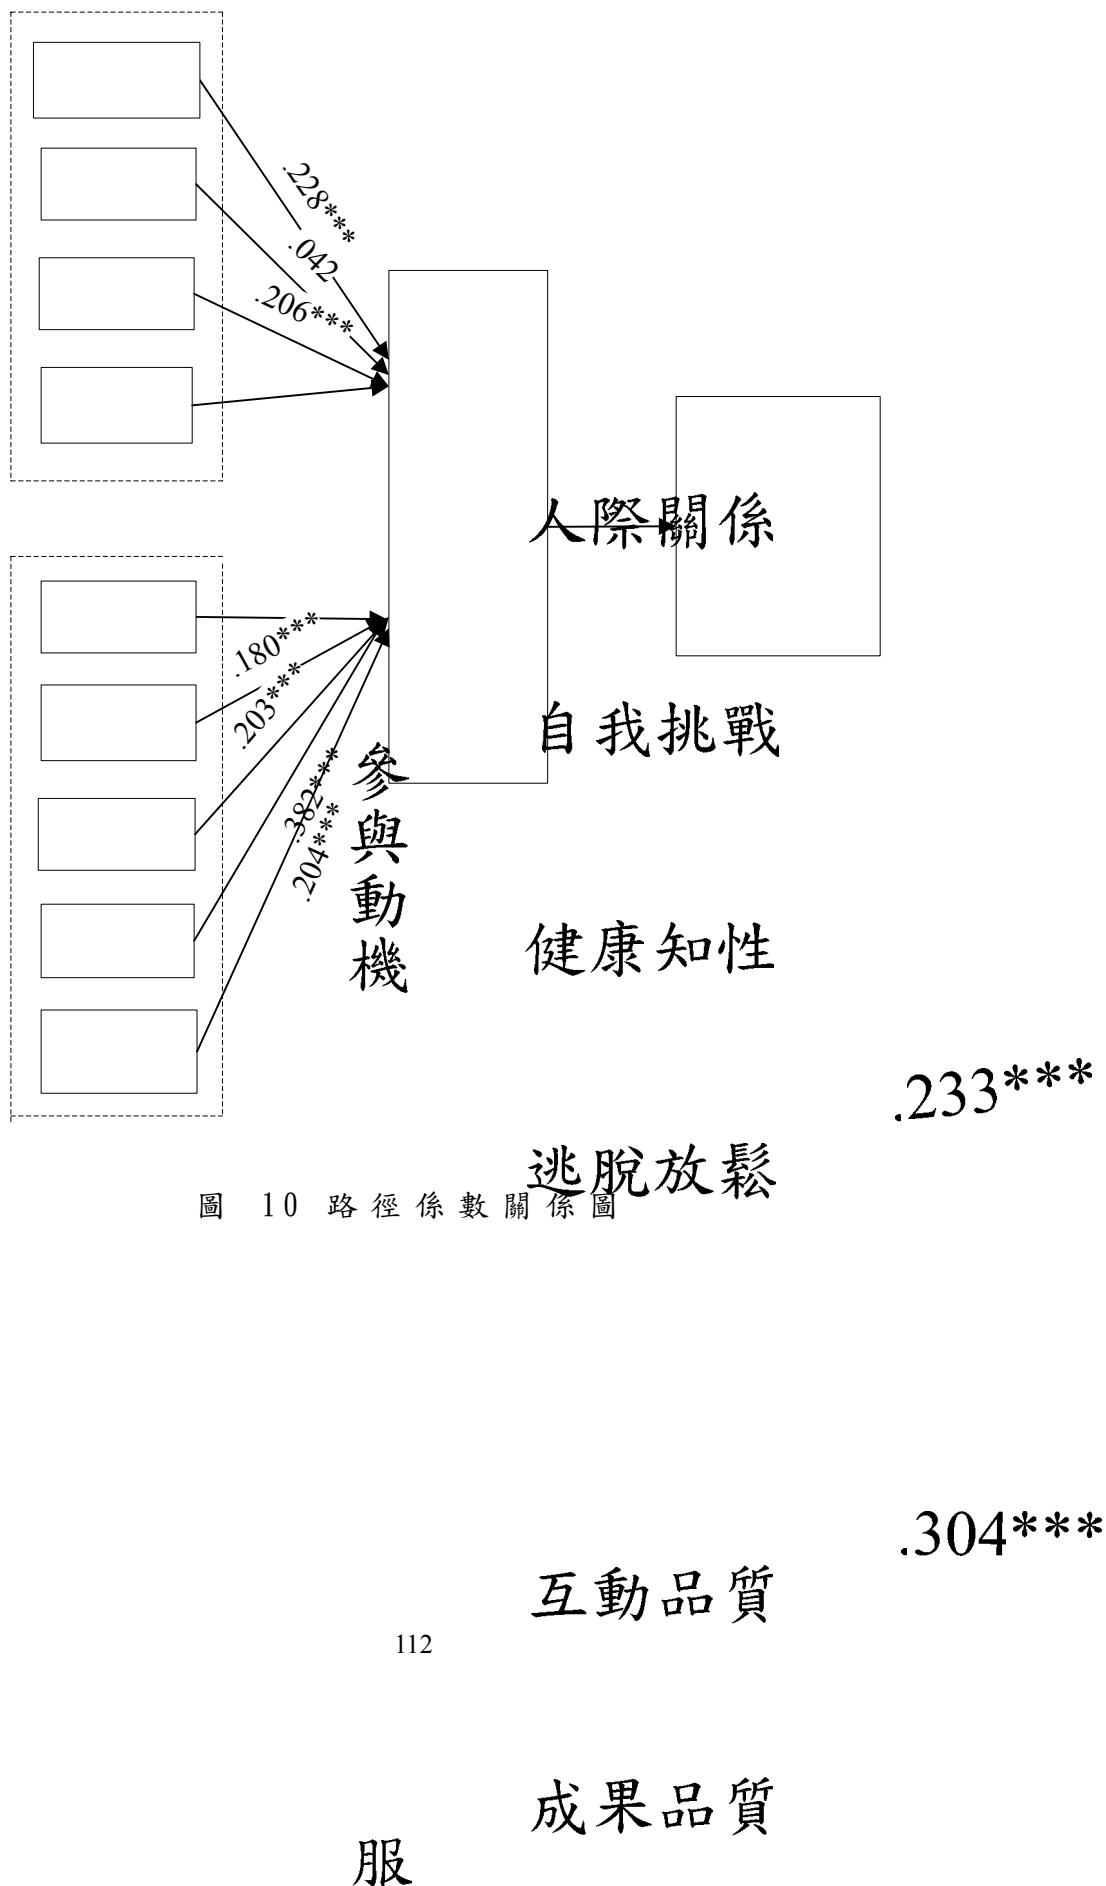 .228***
.042
.206***
人際關係
.180***
.203***
自我挑戰
.382***
.204***
參與動機
健康知性
.233***
逃脫放鬆
圖 10 路徑係數關係圖
.304***
互動品質
112
成果品質
服